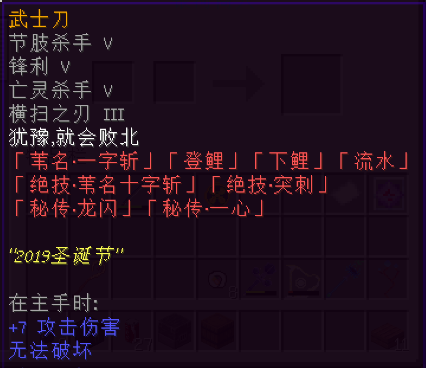 武士刀
节肢杀手 V
锋利 V
亡灵杀手 V
横扫之刃 III
犹豫,就会败北
「苇名·一字斩」「登鲤」「下鲤」「流水」
「绝技·苇名十字斩」「绝技·突刺」
「秘传·龙闪」「秘传·一心」
"2019圣诞节"
在主手时:
+7 攻击伤害
无法破坏